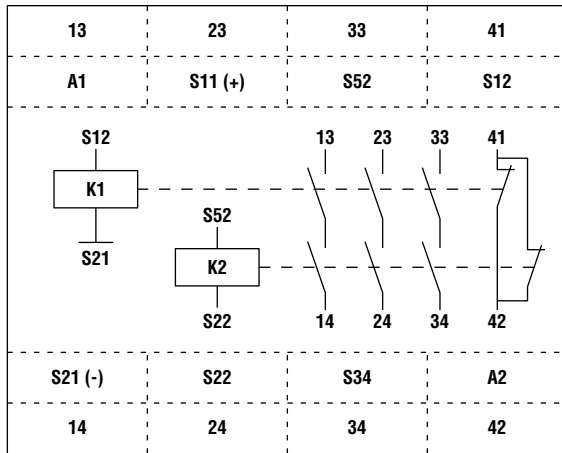 13 23 33 41
A1 S11 (+) S52 S12
S12 13 23 33 41
K1
S52
S21
K2
S22 14 24 34 42
S21 (-) S22 S34 A2
14 24 34 42